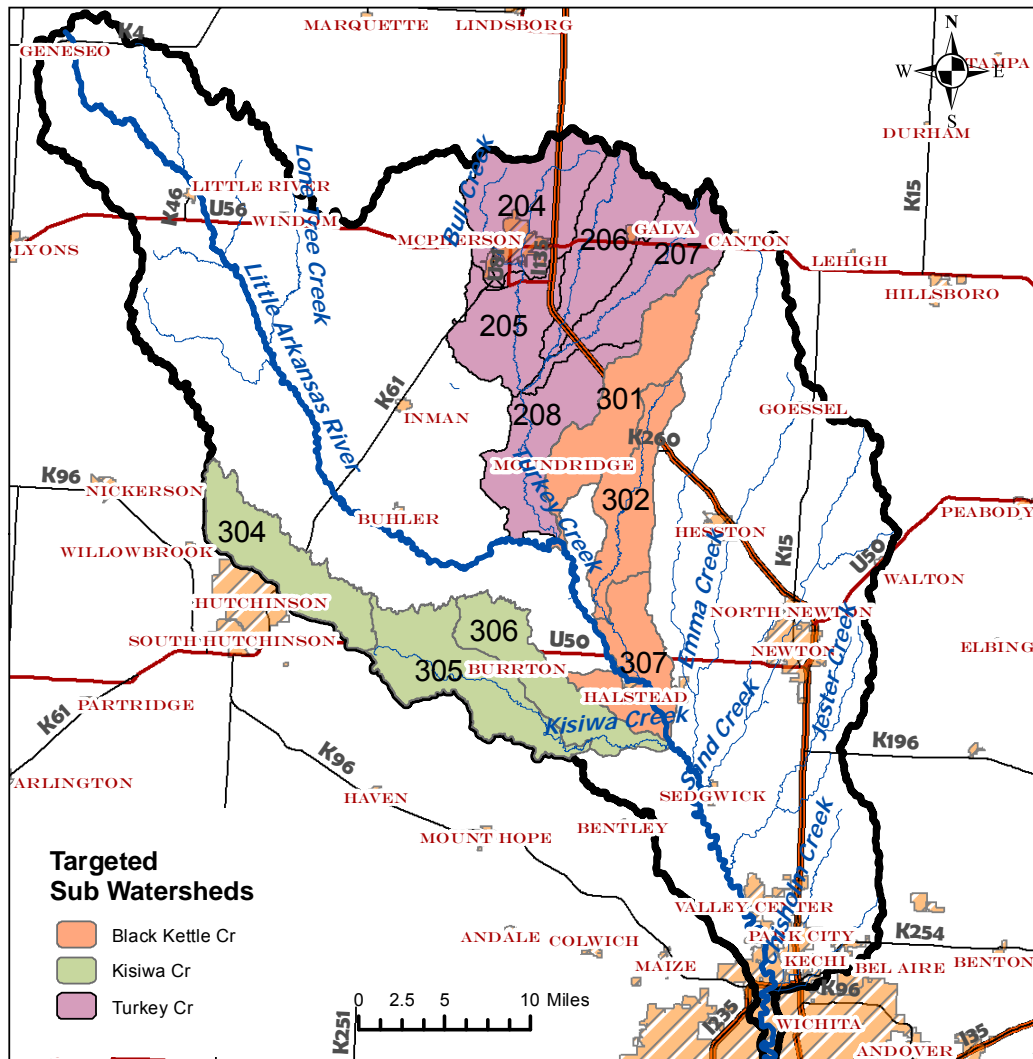 MARQUETTE
LINDSBORG
K4
GENESEO
N
W
E
S
TAMPA
DURHAM
K15
Bull Creek
Lone Tree Creek
LITTLE RIVER
K46
U56
WINDOM
204
MCPHERSON
206
GALVA
207
CANTON
LYONS
I135
LEHIGH
HILLSBORO
Little Arkansas River
205
K61
INMAN
208
301
K260
GOESSEL
MOUNDRIDGE
Turkey Creek
302
K96
NICKERSON
BUHLER
304
HESSTON
PEABODY
WILLOWBROOK
Emma Creek
K15
U50
WALTON
HUTCHINSON
NORTH NEWTON
SOUTH HUTCHINSON
306
U50
NEWTON
ELBING
305
BURRTON
307
HALSTEAD
Jester Creek
PARTRIDGE
K61
Kisiwa Creek
Sand Creek
K196
ARLINGTON
K96
HAVEN
SEDGWICK
MOUNT HOPE
BENTLEY
Targeted
Sub Watersheds
Black Kettle Cr
Kisiwa Cr
Turkey Cr
Chisholm Creek
VALLEY CENTER
ANDALE
COLWICH
PARK CITY
K254
MAIZE
KECHI
BEL AIRE
BENTON
K96
0 2.5 5 10 Miles
K251
I235
WICHITA
I35
ANDOVER